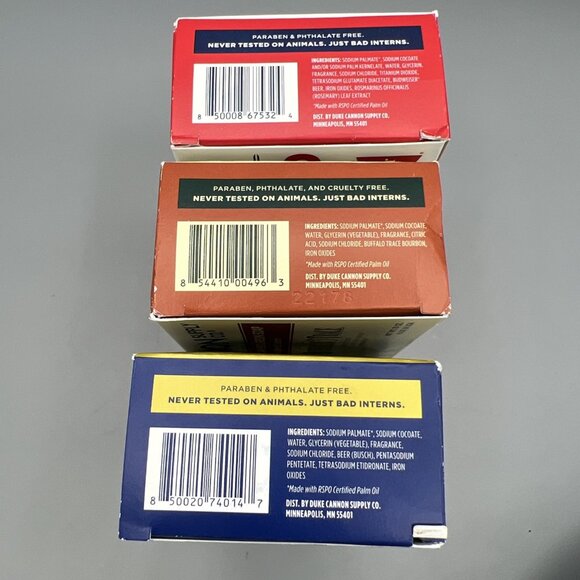 PARABEN & PHTHALATE FREE.
NEVER TESTED ON ANIMALS. JUST BAD INTERNS.
INGREDIENTS: SODIUM PALMATE*, SODIUM COCOATE
AND/OR SODIUM PALM KERNELATE, WATER, GLYCERIN,
FRAGRANCE, SODIUM CHLORIDE, TITANIUM DIOXIDE,
TETRASODIUM GLUTAMATE DIACETATE, BUDWEISER®
BEER, IRON OXIDES, ROSMARINUS OFFICINALIS
(ROSEMARY) LEAF EXTRACT
*Made with RSPO Certified Palm Oil
DIST. BY DUKE CANNON SUPPLY CO.
MINNEAPOLIS, MN 55401
8 50008 67532 4
PARABEN, PHTHALATE, AND CRUELTY FREE.
NEVER TESTED ON ANIMALS. JUST BAD INTERNS.
INGREDIENTS: SODIUM PALMATE*, SODIUM COCOATE,
WATER, GLYCERIN (VEGETABLE), FRAGRANCE, CITRIC
ACID, SODIUM CHLORIDE, BUFFALO TRACE BOURBON,
IRON OXIDES
*Made with RSPO Certified Palm Oil
DIST. BY DUKE CANNON SUPPLY CO.
MINNEAPOLIS, MN 55401
8 54410 00496 3
22178
PARABEN & PHTHALATE FREE.
NEVER TESTED ON ANIMALS. JUST BAD INTERNS.
INGREDIENTS: SODIUM PALMATE*, SODIUM COCOATE,
WATER, GLYCERIN (VEGETABLE), FRAGRANCE,
SODIUM CHLORIDE, BEER (BUSCH), PENTASODIUM
PENTETATE, TETRASODIUM ETIDRONATE, IRON
OXIDES
*Made with RSPO Certified Palm Oil
DIST. BY DUKE CANNON SUPPLY CO.
MINNEAPOLIS, MN 55401
8 50020 74014 7